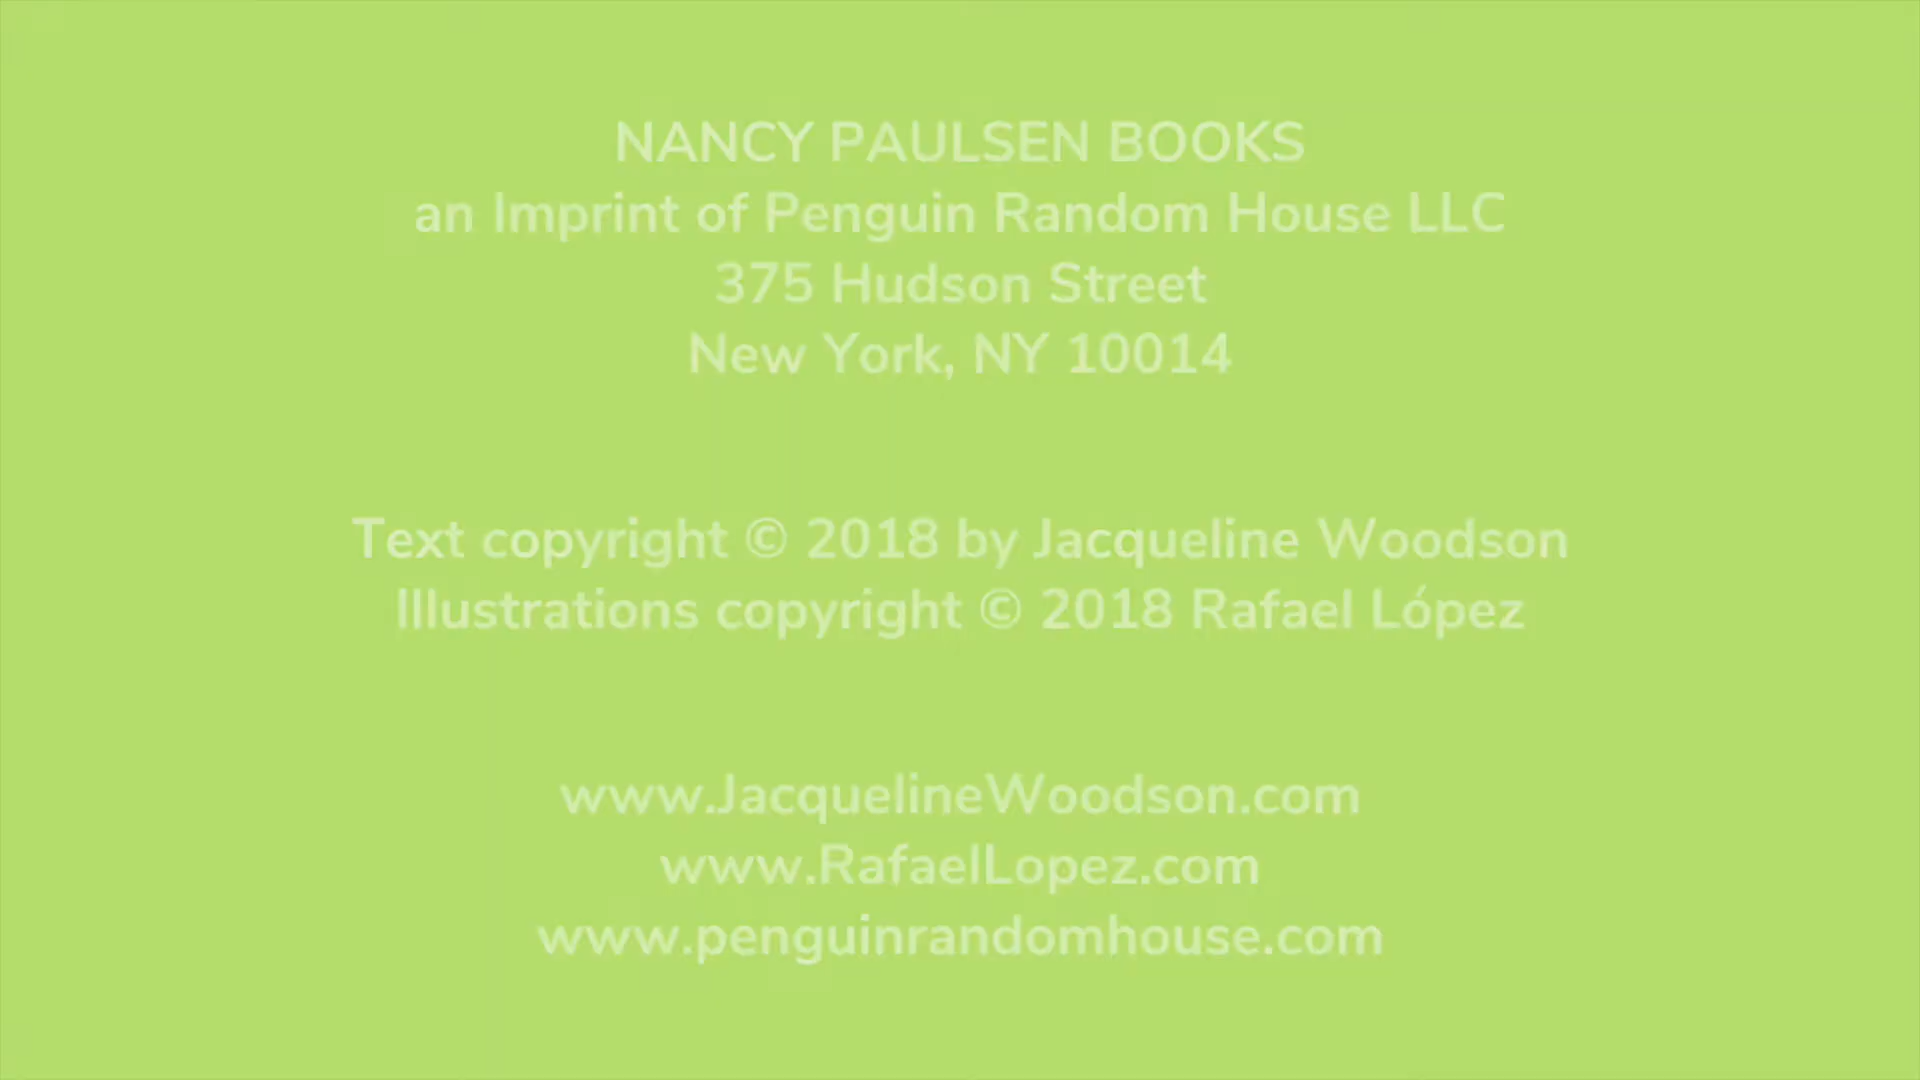 NANCY PAULSEN BOOKS
an Imprint of Penguin Random House LLC
375 Hudson Street
New York, NY 10014
Text copyright © 2018 by Jacqueline Woodson
Illustrations copyright © 2018 Rafael López
www.JacquelineWoodson.com
www.RafaelLopez.com
www.penguinrandomhouse.com